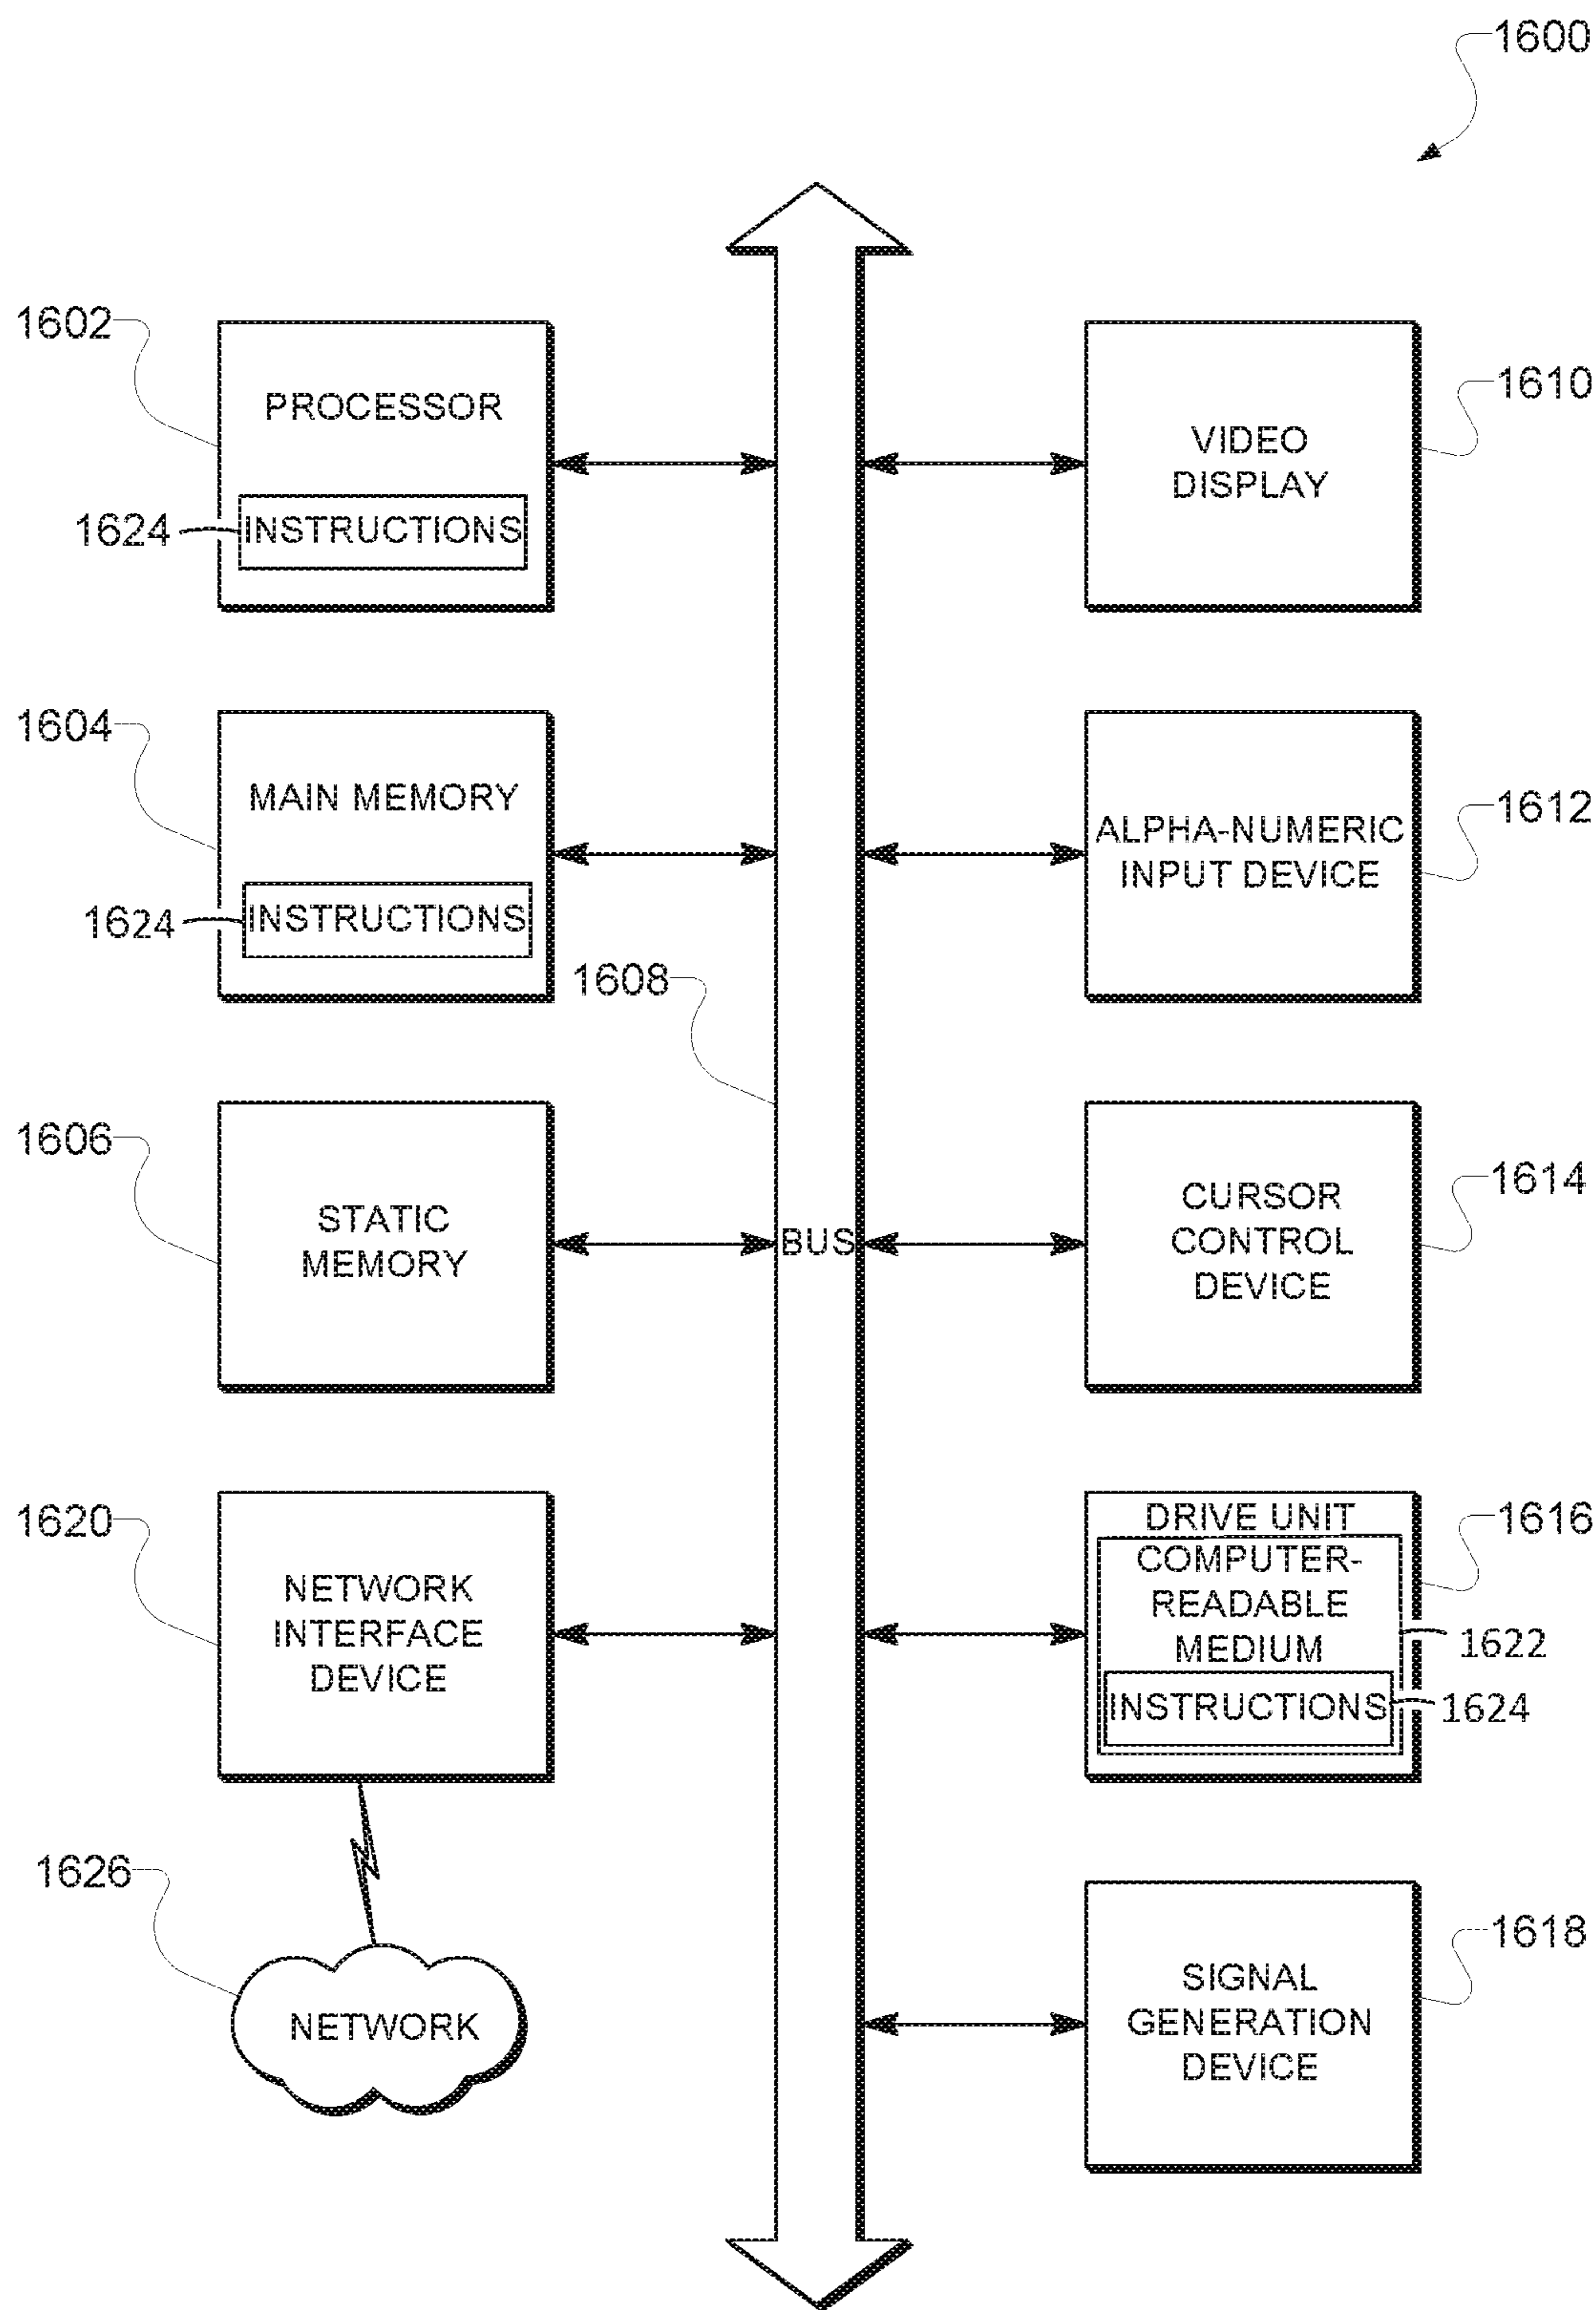 1600
1602
PROCESSOR
1624
INSTRUCTIONS
1610
VIDEO
DISPLAY
1604
MAIN MEMORY
1624
INSTRUCTIONS
1612
ALPHA-NUMERIC
INPUT DEVICE
1608
BUS
1606
STATIC
MEMORY
1614
CURSOR
CONTROL
DEVICE
1620
NETWORK
INTERFACE
DEVICE
1616
DRIVE UNIT
COMPUTER-
READABLE
MEDIUM
1622
INSTRUCTIONS
1624
1626
NETWORK
1618
SIGNAL
GENERATION
DEVICE